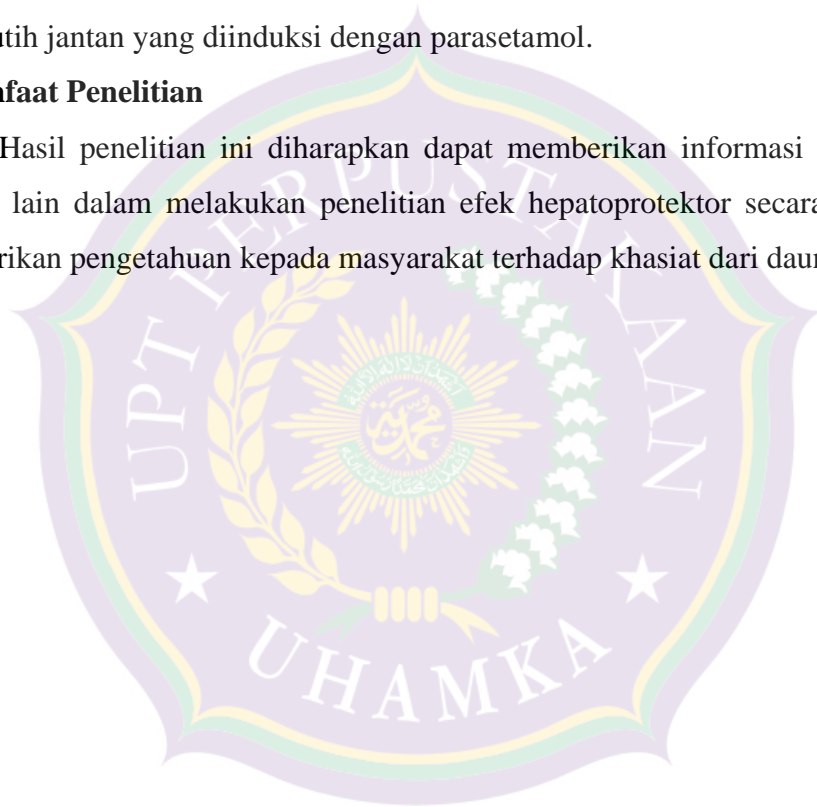 utih jantan yang diinduksi dengan parasetamol.
nfaat Penelitian
Hasil penelitian ini diharapkan dapat memberikan informasi
lain dalam melakukan penelitian efek hepatoprotektor secara
rikan pengetahuan kepada masyarakat terhadap khasiat dari daun
UPT PERPUSTAKAAN
محمدية
UHAMKA